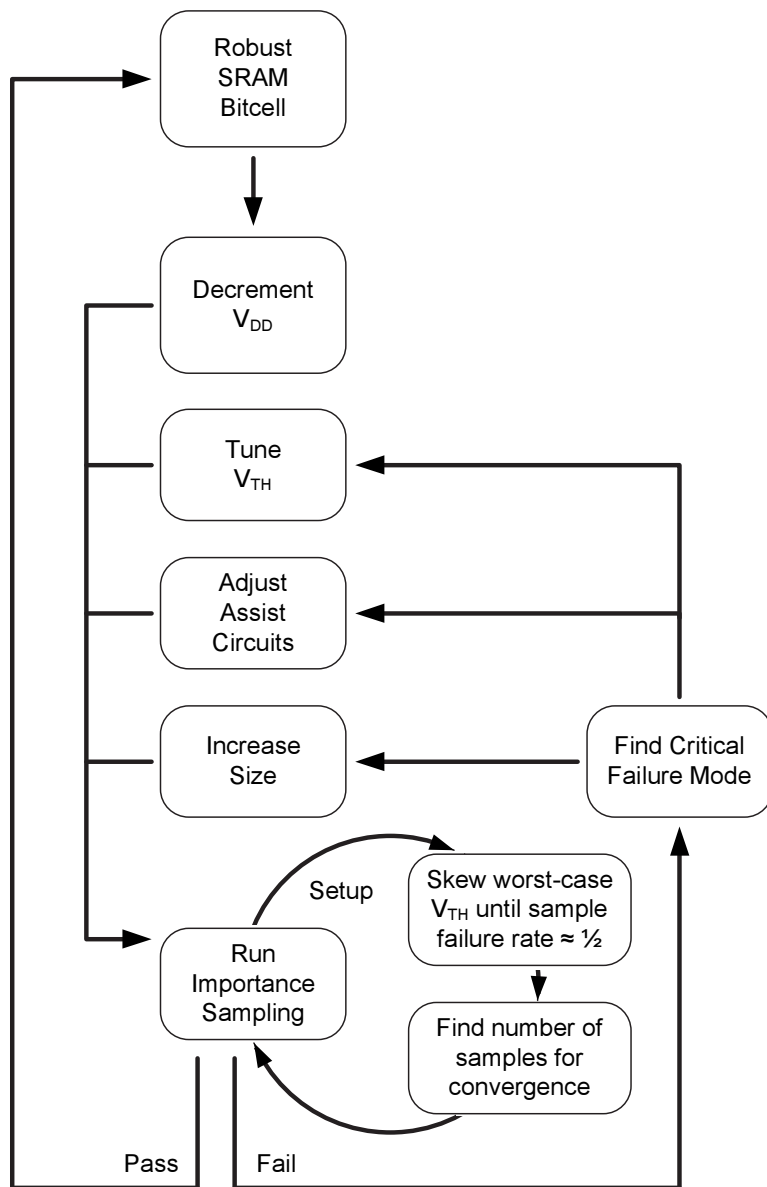 Robust
SRAM
Bitcell
Decrement
VDD
Tune
VTH
Adjust
Assist
Circuits
Increase
Size
Find Critical
Failure Mode
Setup
Skew worst-case
VTH until sample
failure rate ≈ ½
Run
Importance
Sampling
Find number of
samples for
convergence
Pass
Fail